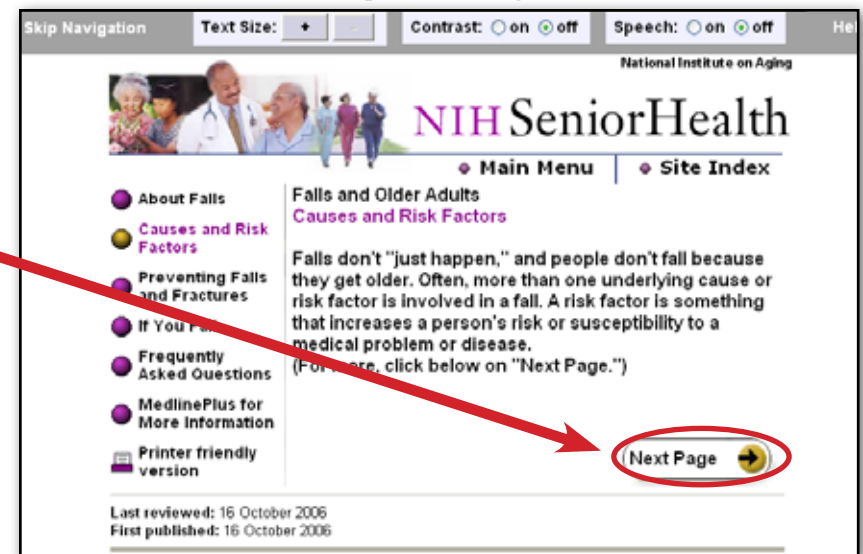 Skip Navigation Text Size: + - Contrast: on off Speech: on off
National Institute on Aging
NIH SeniorHealth
Main Menu Site Index
About Falls
Causes and Risk
Factors
Preventing Falls
and Fractures
If You
Frequently
Asked Questions
MedlinePlus for
More Information
Printer friendly
version
Falls and Older Adults
Causes and Risk Factors
Falls don't "just happen," and people don't fall because
they get older. Often, more than one underlying cause or
risk factor is involved in a fall. A risk factor is something
that increases a person's risk or susceptibility to a
medical problem or disease.
(For more, click below on "Next Page.")
Next Page
Last reviewed: 16 October 2006
First published: 16 October 2006